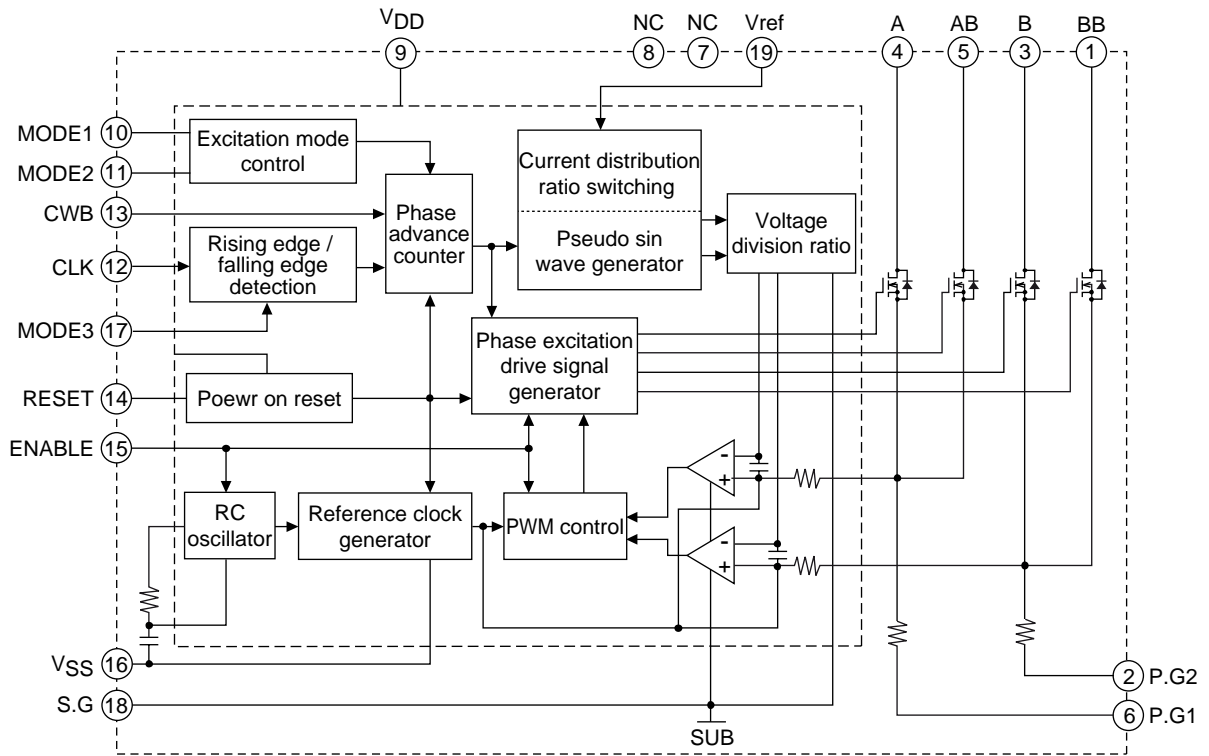 VDD
NC
NC
Vref
A
AB
B
BB
9
8
7
19
4
5
3
1
MODE1 10
MODE2 11
CWB 13
CLK 12
MODE3 17
RESET 14
ENABLE 15
VSS 16
S.G 18
Excitation mode
control
Phase
advance
counter
Rising edge /
falling edge
detection
Current distribution
ratio switching
Pseudo sin
wave generator
Voltage
division ratio
Phase excitation
drive signal
generator
Poewr on reset
RC
oscillator
Reference clock
generator
PWM control
-
+
-
+
SUB
2 P.G2
6 P.G1